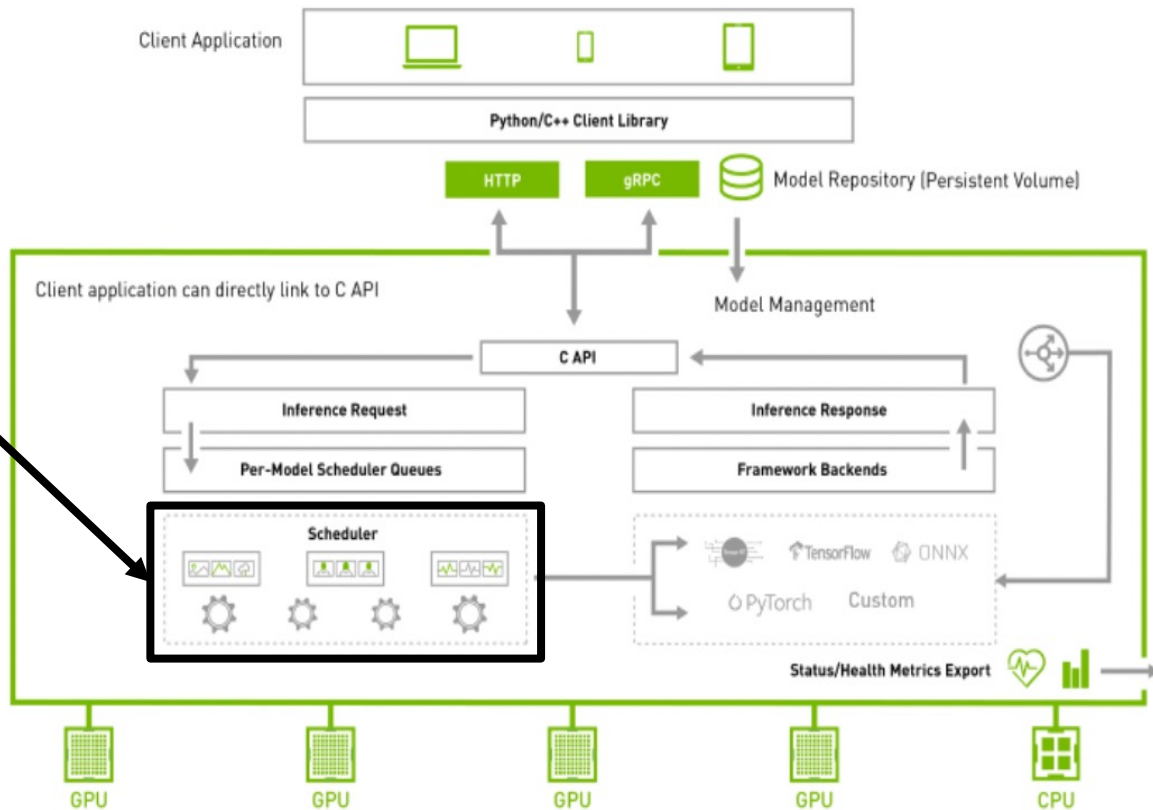 Client Application
Python/C++ Client Library
HTTP
gRPC
Model Repository (Persistent Volume)
Client application can directly link to C API
Model Management
C API
Inference Request
Inference Response
Per-Model Scheduler Queues
Framework Backends
Scheduler
TensorFlow
ONNX
PyTorch
Custom
Status/Health Metrics Export
GPU
GPU
GPU
GPU
CPU